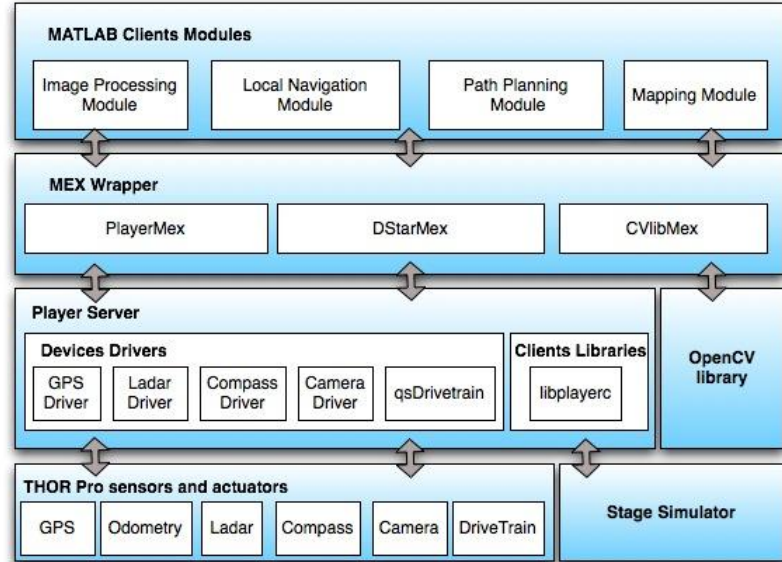 MATLAB Clients Modules
Image Processing
Module
Local Navigation
Module
Path Planning
Module
Mapping Module
MEX Wrapper
PlayerMex
DStarMex
CVlibMex
Player Server
Devices Drivers
GPS
Driver
Ladar
Driver
Compass
Driver
Camera
Driver
qsDrivetrain
Clients Libraries
libplayerc
OpenCV
library
THOR Pro sensors and actuators
GPS
Odometry
Ladar
Compass
Camera
DriveTrain
Stage Simulator